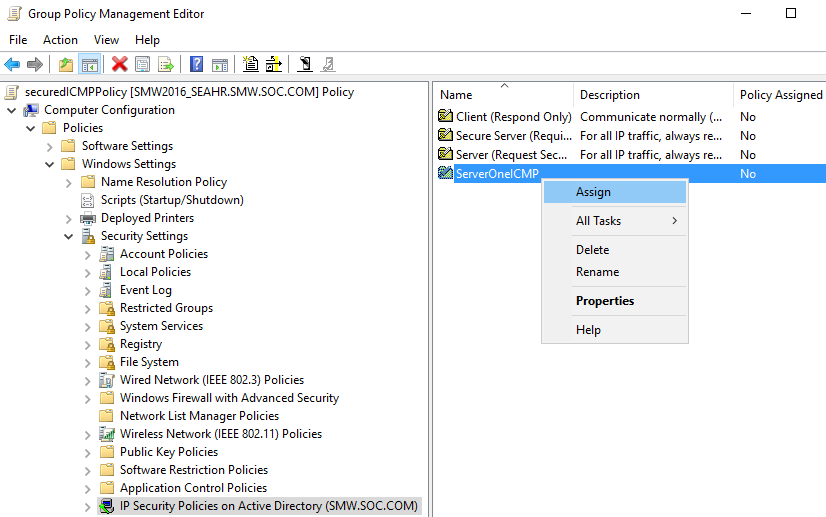 Group Policy Management Editor
File Action View Help
securedICMPPolicy [SMW2016_SEAHR.SMW.SOC.COM] Policy
Computer Configuration
Policies
Software Settings
Windows Settings
Name Resolution Policy
Scripts (Startup/Shutdown)
Deployed Printers
Security Settings
Account Policies
Local Policies
Event Log
Restricted Groups
System Services
Registry
File System
Wired Network (IEEE 802.3) Policies
Windows Firewall with Advanced Security
Network List Manager Policies
Wireless Network (IEEE 802.11) Policies
Public Key Policies
Software Restriction Policies
Application Control Policies
IP Security Policies on Active Directory (SMW.SOC.COM)
Name Description Policy Assigned
Client (Respond Only) Communicate normally (... No
Secure Server (Requi... For all IP traffic, always re... No
Server (Request Sec... For all IP traffic, always re... No
ServerOneICMP No
Assign
All Tasks
Delete
Rename
Properties
Help